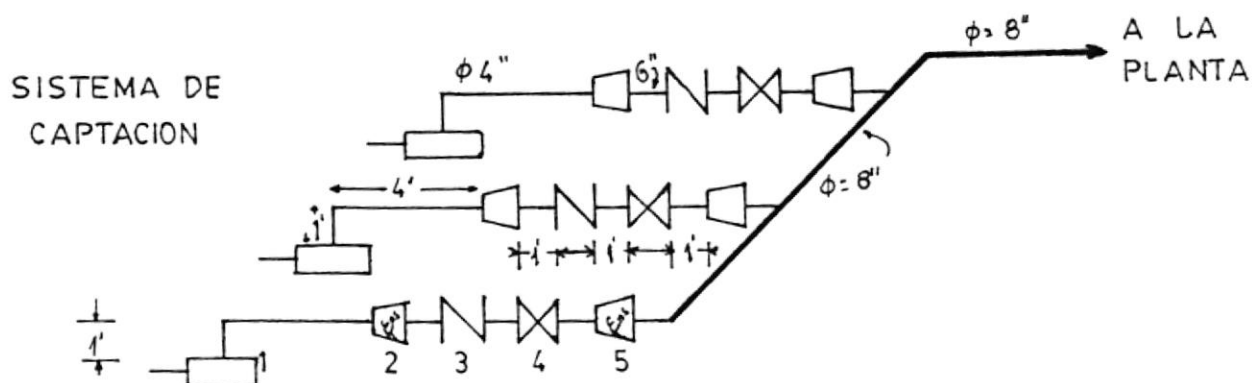 SISTEMA DE
CAPTACION
φ 4"
φ= 8"
A LA
PLANTA
φ= 8"
4'
1'
1' 1' 1'
1'
1 2 3 4 5